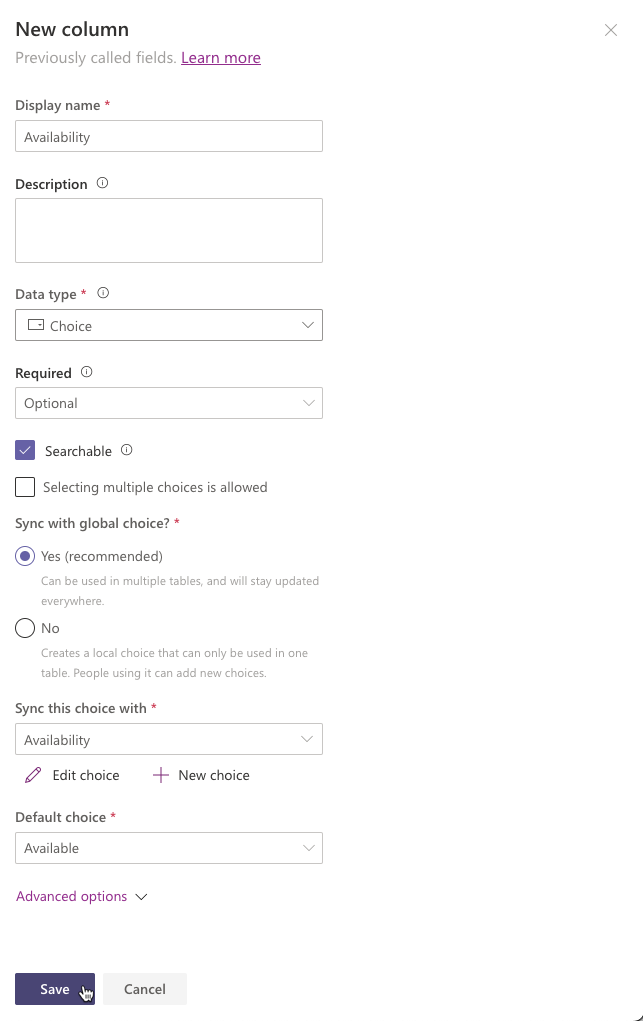 New column
Previously called fields. Learn more
Display name *
Availability
Description
Data type *
Choice
Required
Optional
Searchable
Selecting multiple choices is allowed
Sync with global choice? *
Yes (recommended)
Can be used in multiple tables, and will stay updated
everywhere.
No
Creates a local choice that can only be used in one
table. People using it can add new choices.
Sync this choice with *
Availability
Edit choice New choice
Default choice *
Available
Advanced options
Save Cancel